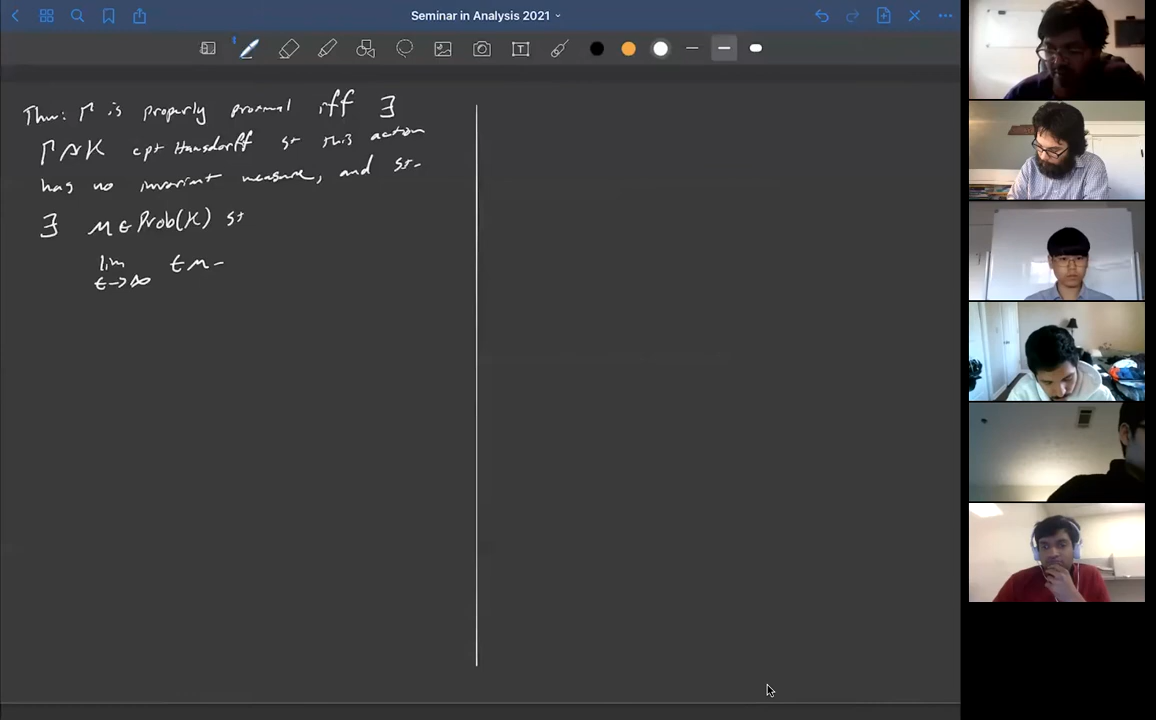 Seminar in Analysis 2021
Thm: Γ is properly proximal iff ∃
Γ ↷ K cpt Hausdorff st this action
has no invariant measure, and st.
∃ μ ∈ Prob(K) st
lim tμ -
t→∞